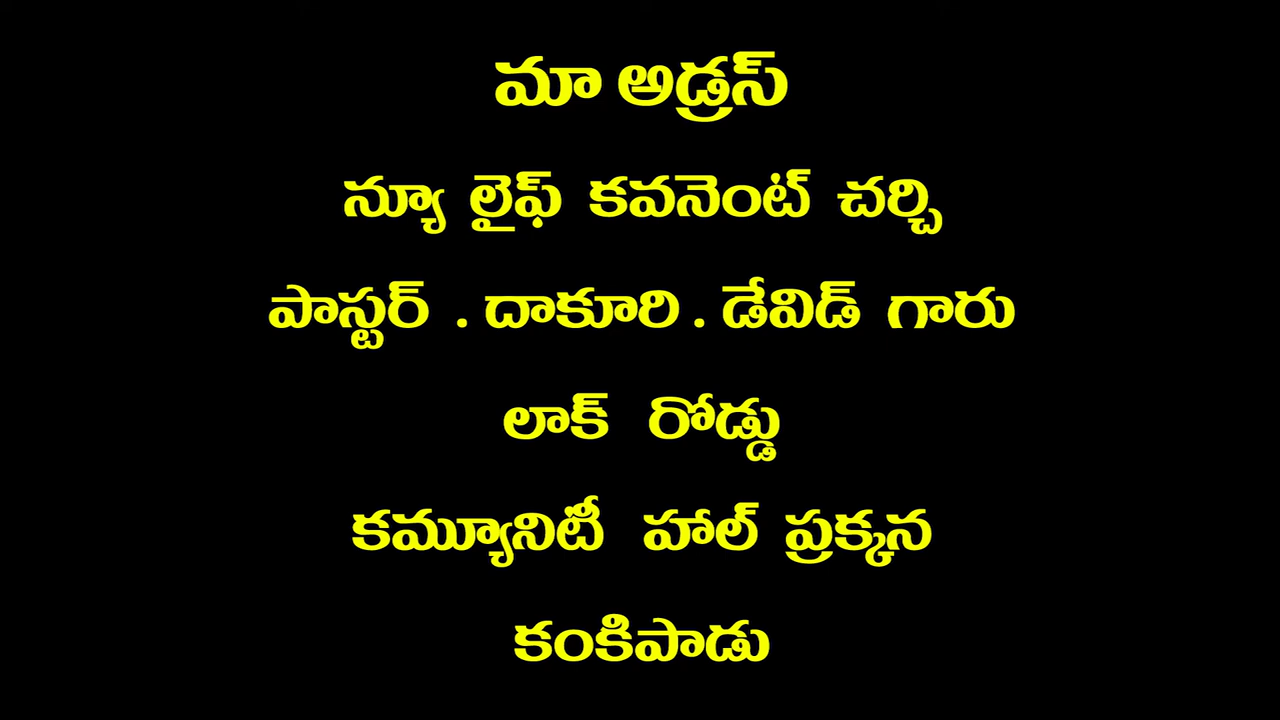 మా అడ్రస్
న్యూ లైఫ్ కవనెంట్ చర్చి
పాస్టర్ . దాకూరి . డేవిడ్ గారు
లాక్ రోడ్డు
కమ్యూనిటీ హాల్ ప్రక్కన
కంకిపాడు